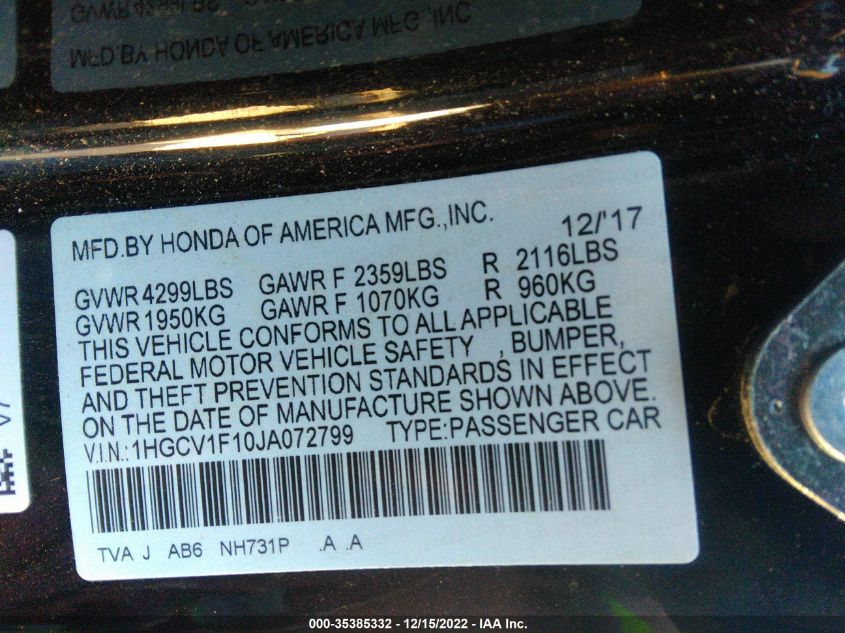 MFD.BY HONDA OF AMERICA MFG.,INC.
GVWR 4299LBS
MFD.BY HONDA OF AMERICA MFG.,INC. 12/'17
GVWR 4299LBS GAWR F 2359LBS R 2116LBS
GVWR 1950KG GAWR F 1070KG R 960KG
THIS VEHICLE CONFORMS TO ALL APPLICABLE
FEDERAL MOTOR VEHICLE SAFETY , BUMPER,
AND THEFT PREVENTION STANDARDS IN EFFECT
ON THE DATE OF MANUFACTURE SHOWN ABOVE.
V.I.N.: 1HGCV1F10JA072799 TYPE:PASSENGER CAR
TVA J AB6 NH731P .A .A
000-35385332 - 12/15/2022 - IAA Inc.